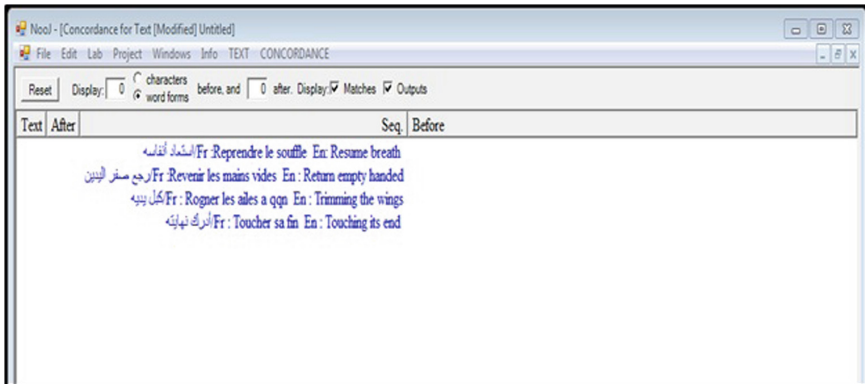 NooJ - [Concordance for Text [Modified] Untitled]
File Edit Lab Project Windows Info TEXT CONCORDANCE
Reset Display: 0 characters word forms before, and 0 after. Display: Matches Outputs
Text After Seq. Before
استعاد أنفاسه/Fr :Reprendre le souffle En: Resume breath
رجع صفر اليدين/Fr :Revenir les mains vides En : Return empty handed
كبّل يديه/Fr : Rogner les ailes a qqn En : Trimming the wings
أدرك نهايته/Fr : Toucher sa fin En : Touching its end